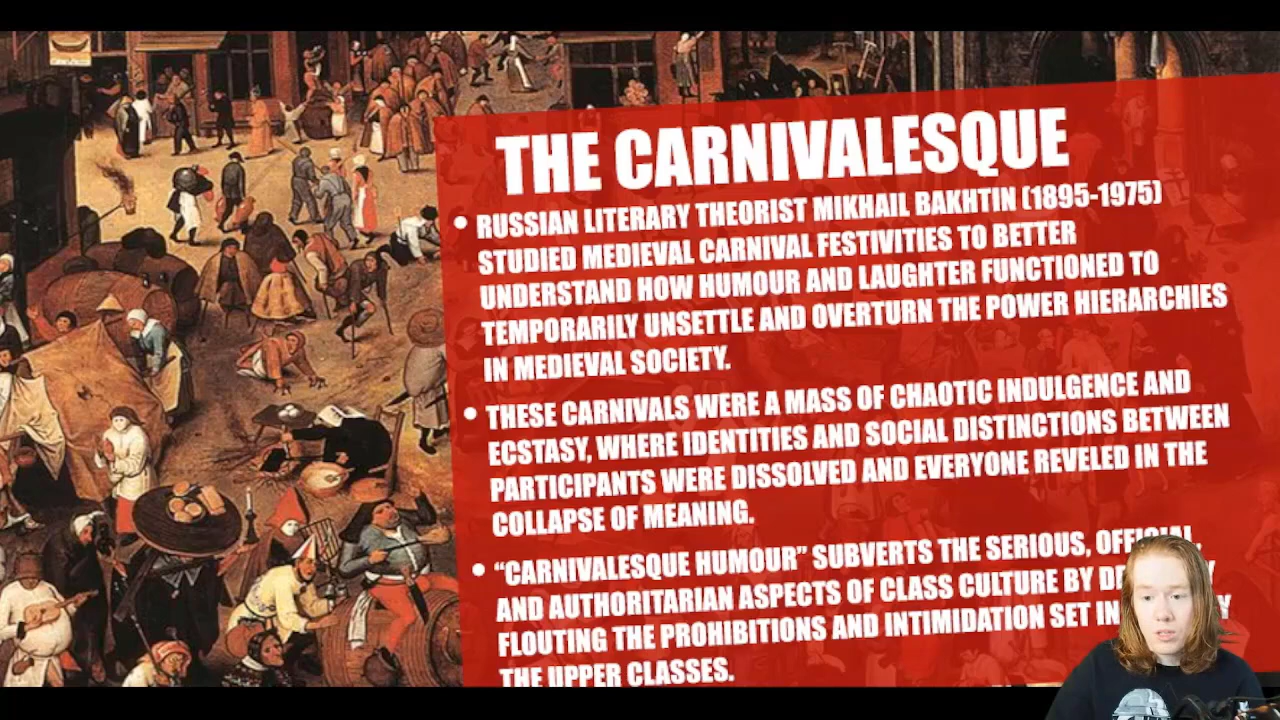 THE CARNIVALESQUE
• RUSSIAN LITERARY THEORIST MIKHAIL BAKHTIN (1895-1975)
STUDIED MEDIEVAL CARNIVAL FESTIVITIES TO BETTER
UNDERSTAND HOW HUMOUR AND LAUGHTER FUNCTIONED TO
TEMPORARILY UNSETTLE AND OVERTURN THE POWER HIERARCHIES
IN MEDIEVAL SOCIETY.
• THESE CARNIVALS WERE A MASS OF CHAOTIC INDULGENCE AND
ECSTASY, WHERE IDENTITIES AND SOCIAL DISTINCTIONS BETWEEN
PARTICIPANTS WERE DISSOLVED AND EVERYONE REVELED IN THE
COLLAPSE OF MEANING.
• “CARNIVALESQUE HUMOUR” SUBVERTS THE SERIOUS, OFFICIAL,
AND AUTHORITARIAN ASPECTS OF CLASS CULTURE BY
FLOUTING THE PROHIBITIONS AND INTIMIDATION SET IN
THE UPPER CLASSES.